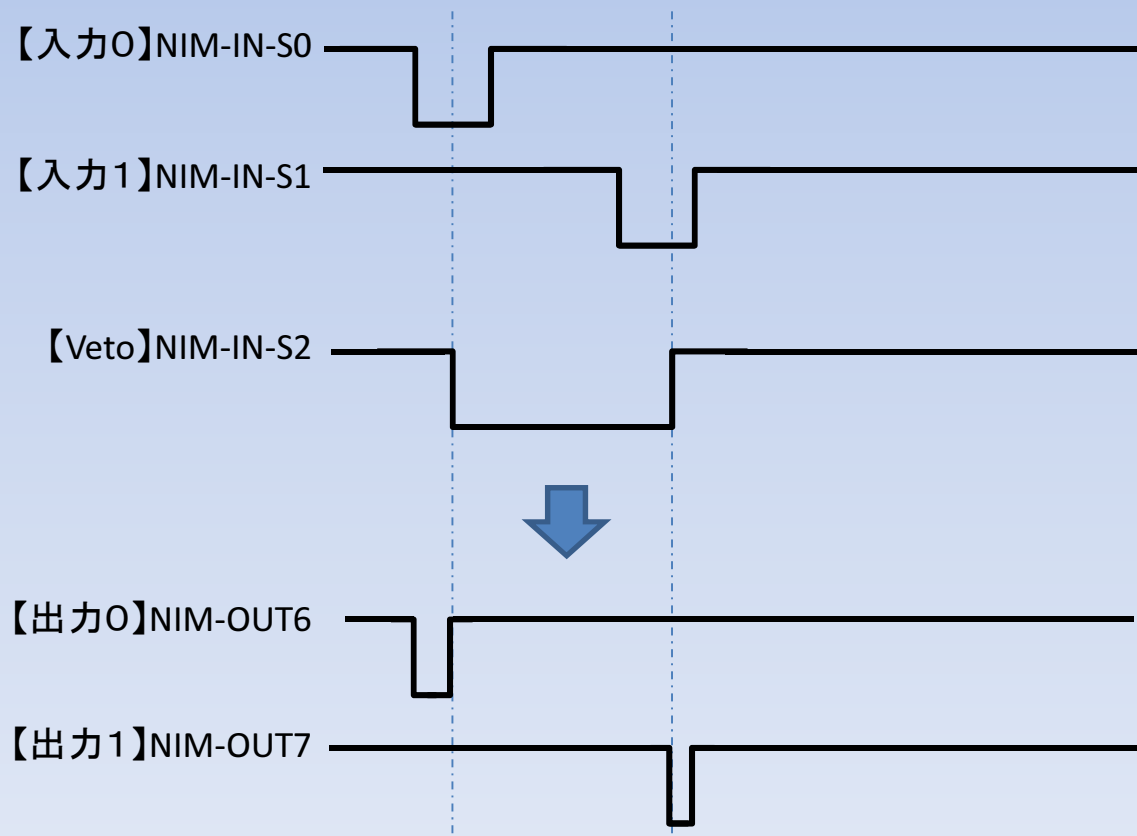 【入力0】NIM-IN-S0
【入力１】NIM-IN-S1
【Veto】NIM-IN-S2
【出力0】NIM-OUT6
【出力１】NIM-OUT7